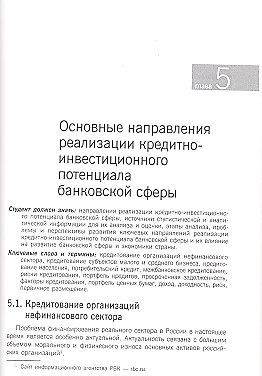 глава 5
Основные направления
реализации кредитно-
инвестиционного
потенциала
банковской сферы
Студент должен знать: направления реализации кредитно-инвестиционно-
го потенциала банковской сферы, источники статистической и анали-
тической информации для их анализа и оценки, этапы анализа, проб-
лемы и перспективы развития направлений реализации
кредитно-инвестиционного потенциала банковской сферы и их влияние
на развитие банковской сферы и экономики страны.
Ключевые слова и термины: кредитование организаций нефинансового
сектора, кредитование субъектов малого и среднего бизнеса, кредито-
вание населения, потребительский кредит, межбанковское кредитование,
риски кредитования, портфель кредитов, просроченная задолженность,
факторы кредитования, портфель ценных бумаг, доход, доходность, риск,
первичное размещение.
5.1. Кредитование организаций
нефинансового сектора
Проблема финансирования реального сектора в России в настоящее
время является особенно актуальной. Актуальность связана с большим
объемом морального и физического износа основных активов россий-
ских организаций¹,
¹ Сайт информационного агентства РБК — rbc.ru